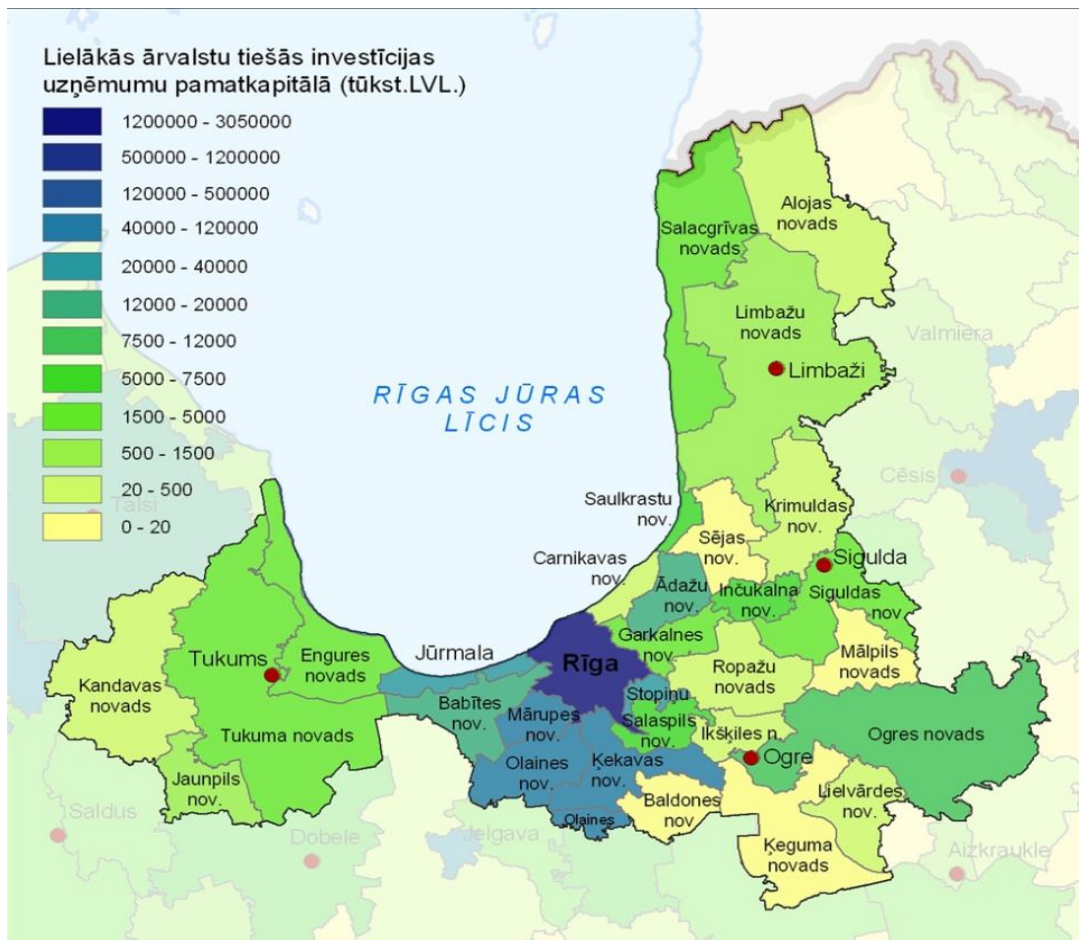 Lielākās ārvalstu tiešās investīcijas
uzņēmumu pamatkapitālā (tūkst.LVL.)
1200000 - 3050000
500000 - 1200000
120000 - 500000
40000 - 120000
20000 - 40000
12000 - 20000
7500 - 12000
5000 - 7500
1500 - 5000
500 - 1500
20 - 500
0 - 20
RĪGAS JŪRAS
LĪCIS
Alojas
novads
Salacgrīvas
novads
Limbažu
novads
Limbaži
Valmiera
Cēsis
Talsi
Saulkrastu
nov.
Krimuldas
nov.
Sējas
nov.
Carnikavas
nov.
Sigulda
Ādažu
nov.
Inčukalna
nov.
Siguldas
nov.
Garkalnes
nov.
Mālpils
novads
Jūrmala
Rīga
Ropažu
novads
Engures
novads
Tukums
Kandavas
novads
Babītes
nov.
Stopiņu
Mārupes
nov.
Salaspils
nov.
Ikšķiles n.
Ogres novads
Tukuma novads
Ogre
Olaines
nov.
Ķekavas
nov.
Jaunpils
nov.
Baldones
nov.
Lielvārdes
nov.
Olaines
Saldus
Dobele
Jelgava
Ķeguma
novads
Aizkraukle